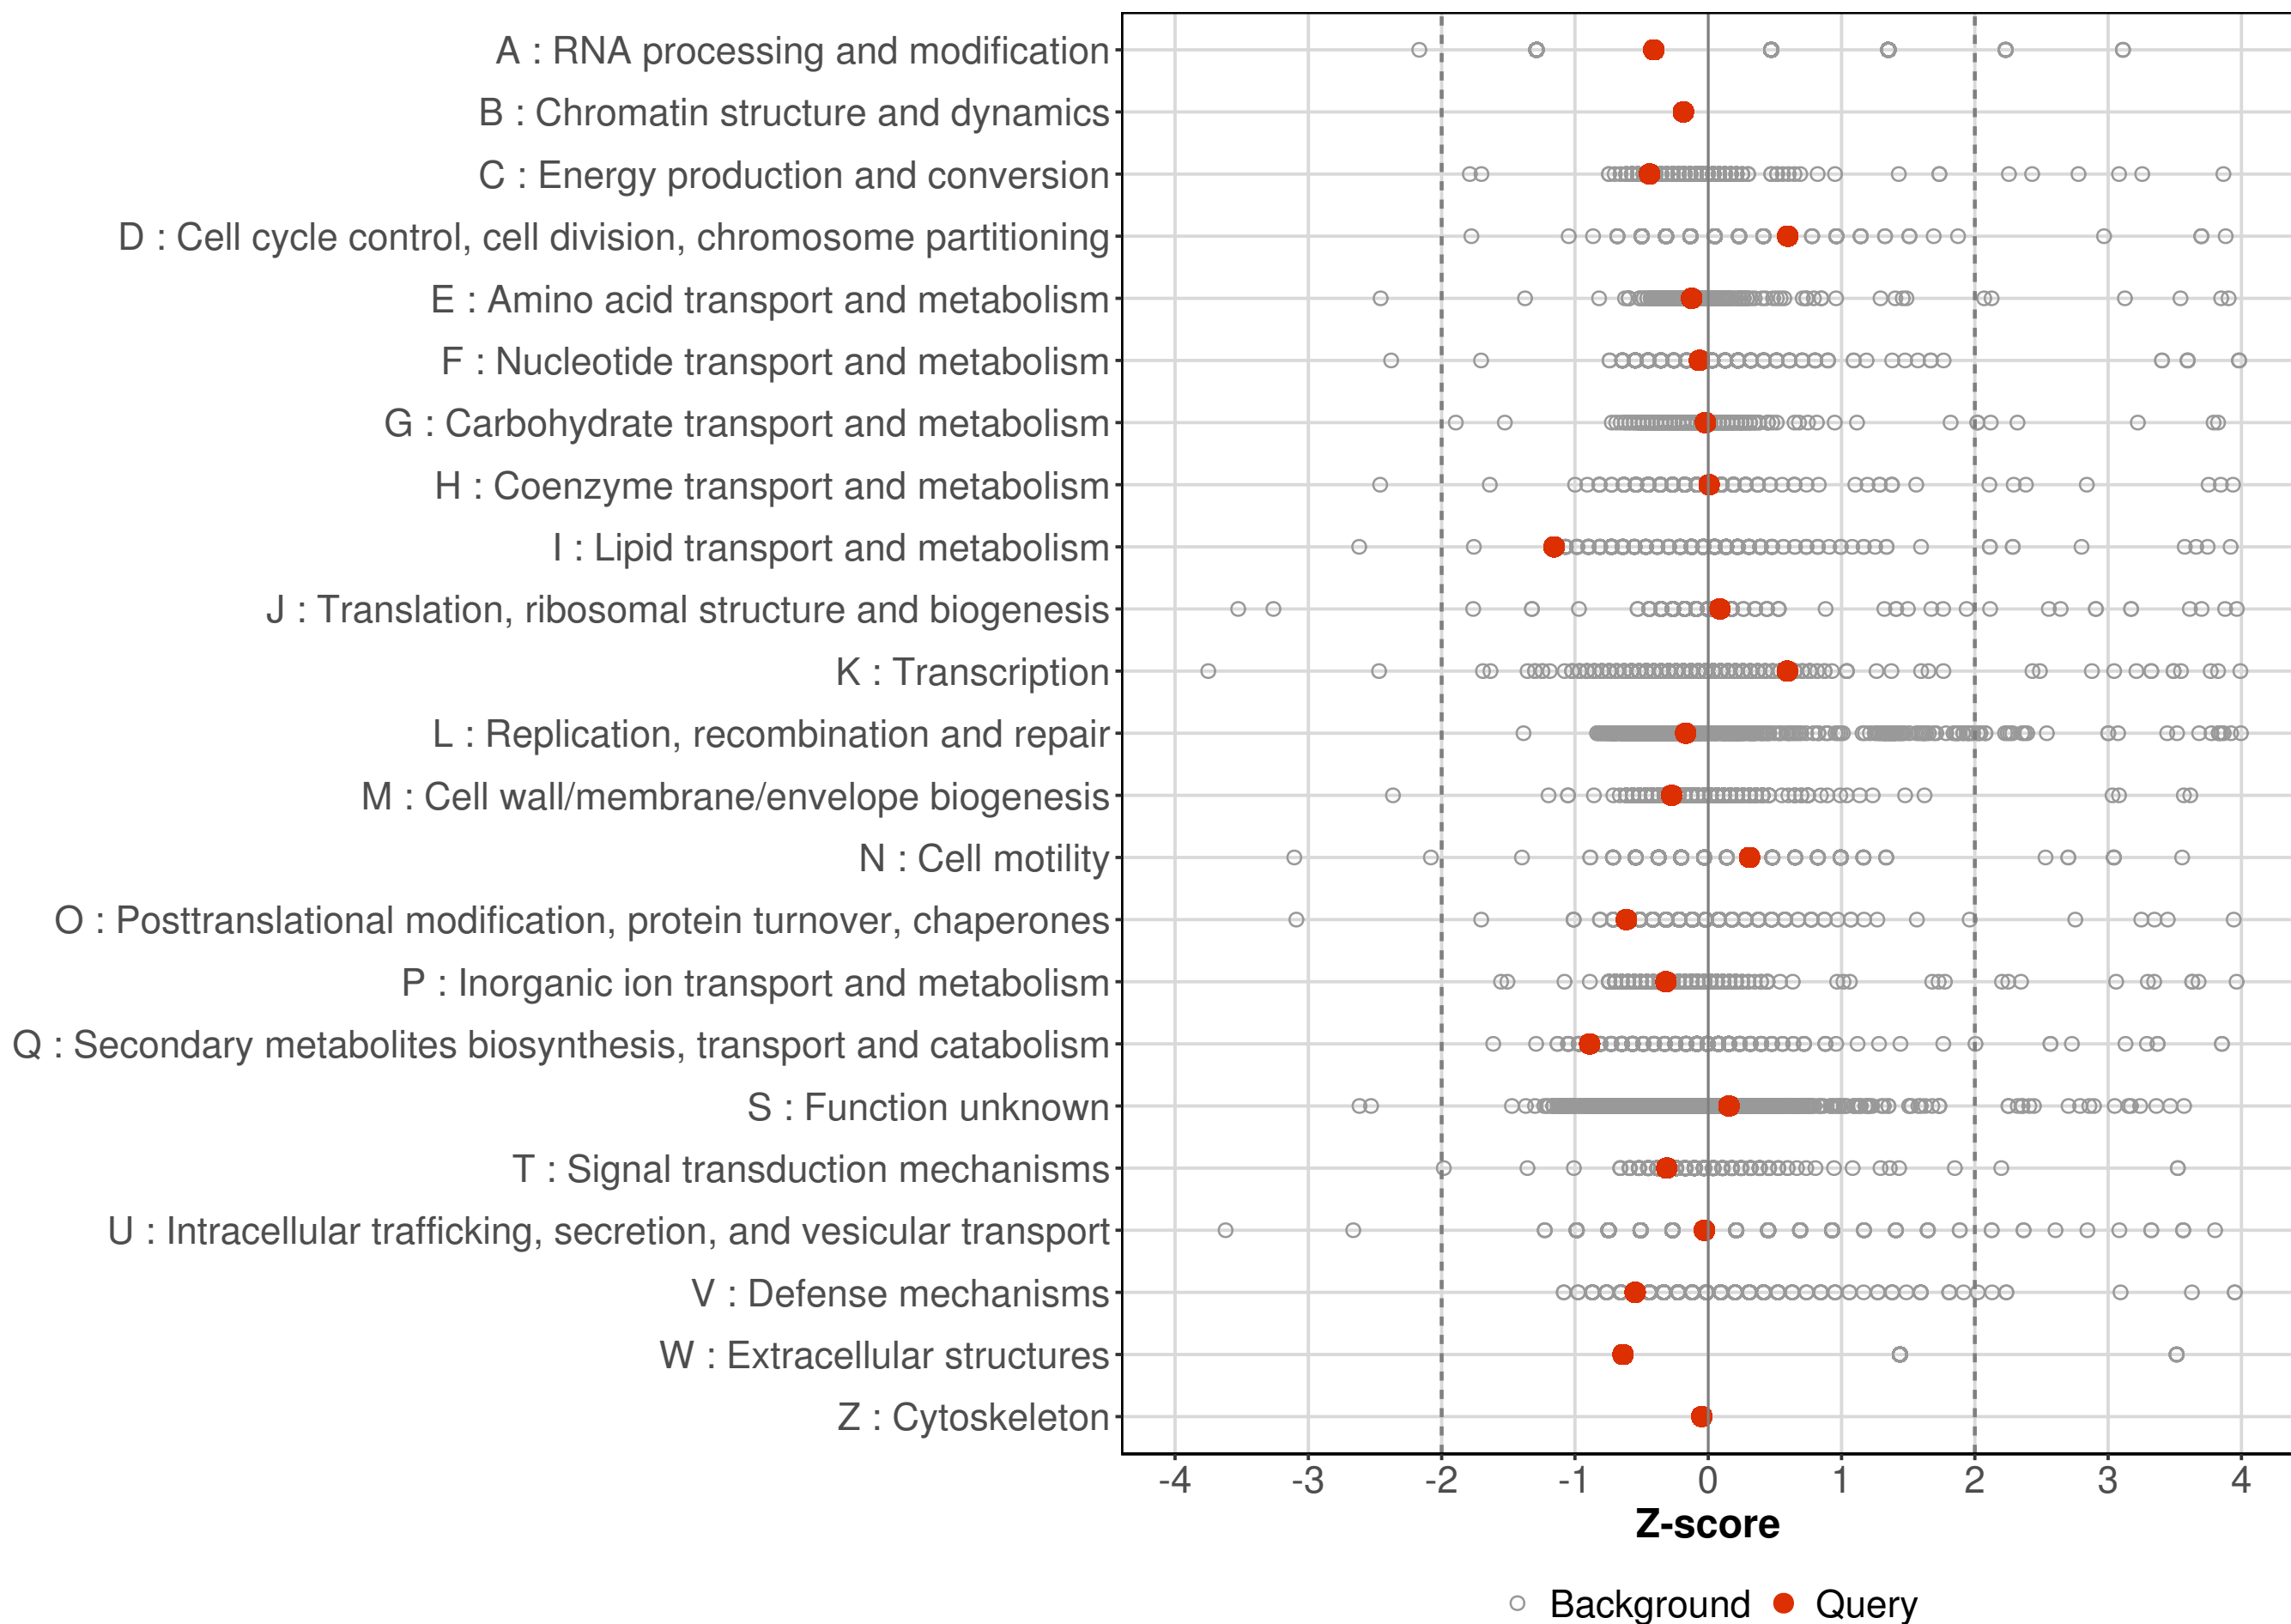 A : RNA processing and modification
B : Chromatin structure and dynamics
C : Energy production and conversion
D : Cell cycle control, cell division, chromosome partitioning
E : Amino acid transport and metabolism
F : Nucleotide transport and metabolism
G : Carbohydrate transport and metabolism
H : Coenzyme transport and metabolism
I : Lipid transport and metabolism
J : Translation, ribosomal structure and biogenesis
K : Transcription
L : Replication, recombination and repair
M : Cell wall/membrane/envelope biogenesis
N : Cell motility
O : Posttranslational modification, protein turnover, chaperones
P : Inorganic ion transport and metabolism
Q : Secondary metabolites biosynthesis, transport and catabolism
S : Function unknown
T : Signal transduction mechanisms
U : Intracellular trafficking, secretion, and vesicular transport
V : Defense mechanisms
W : Extracellular structures
Z : Cytoskeleton
-4 -3 -2 -1 0 1 2 3 4
Z-score
Background Query